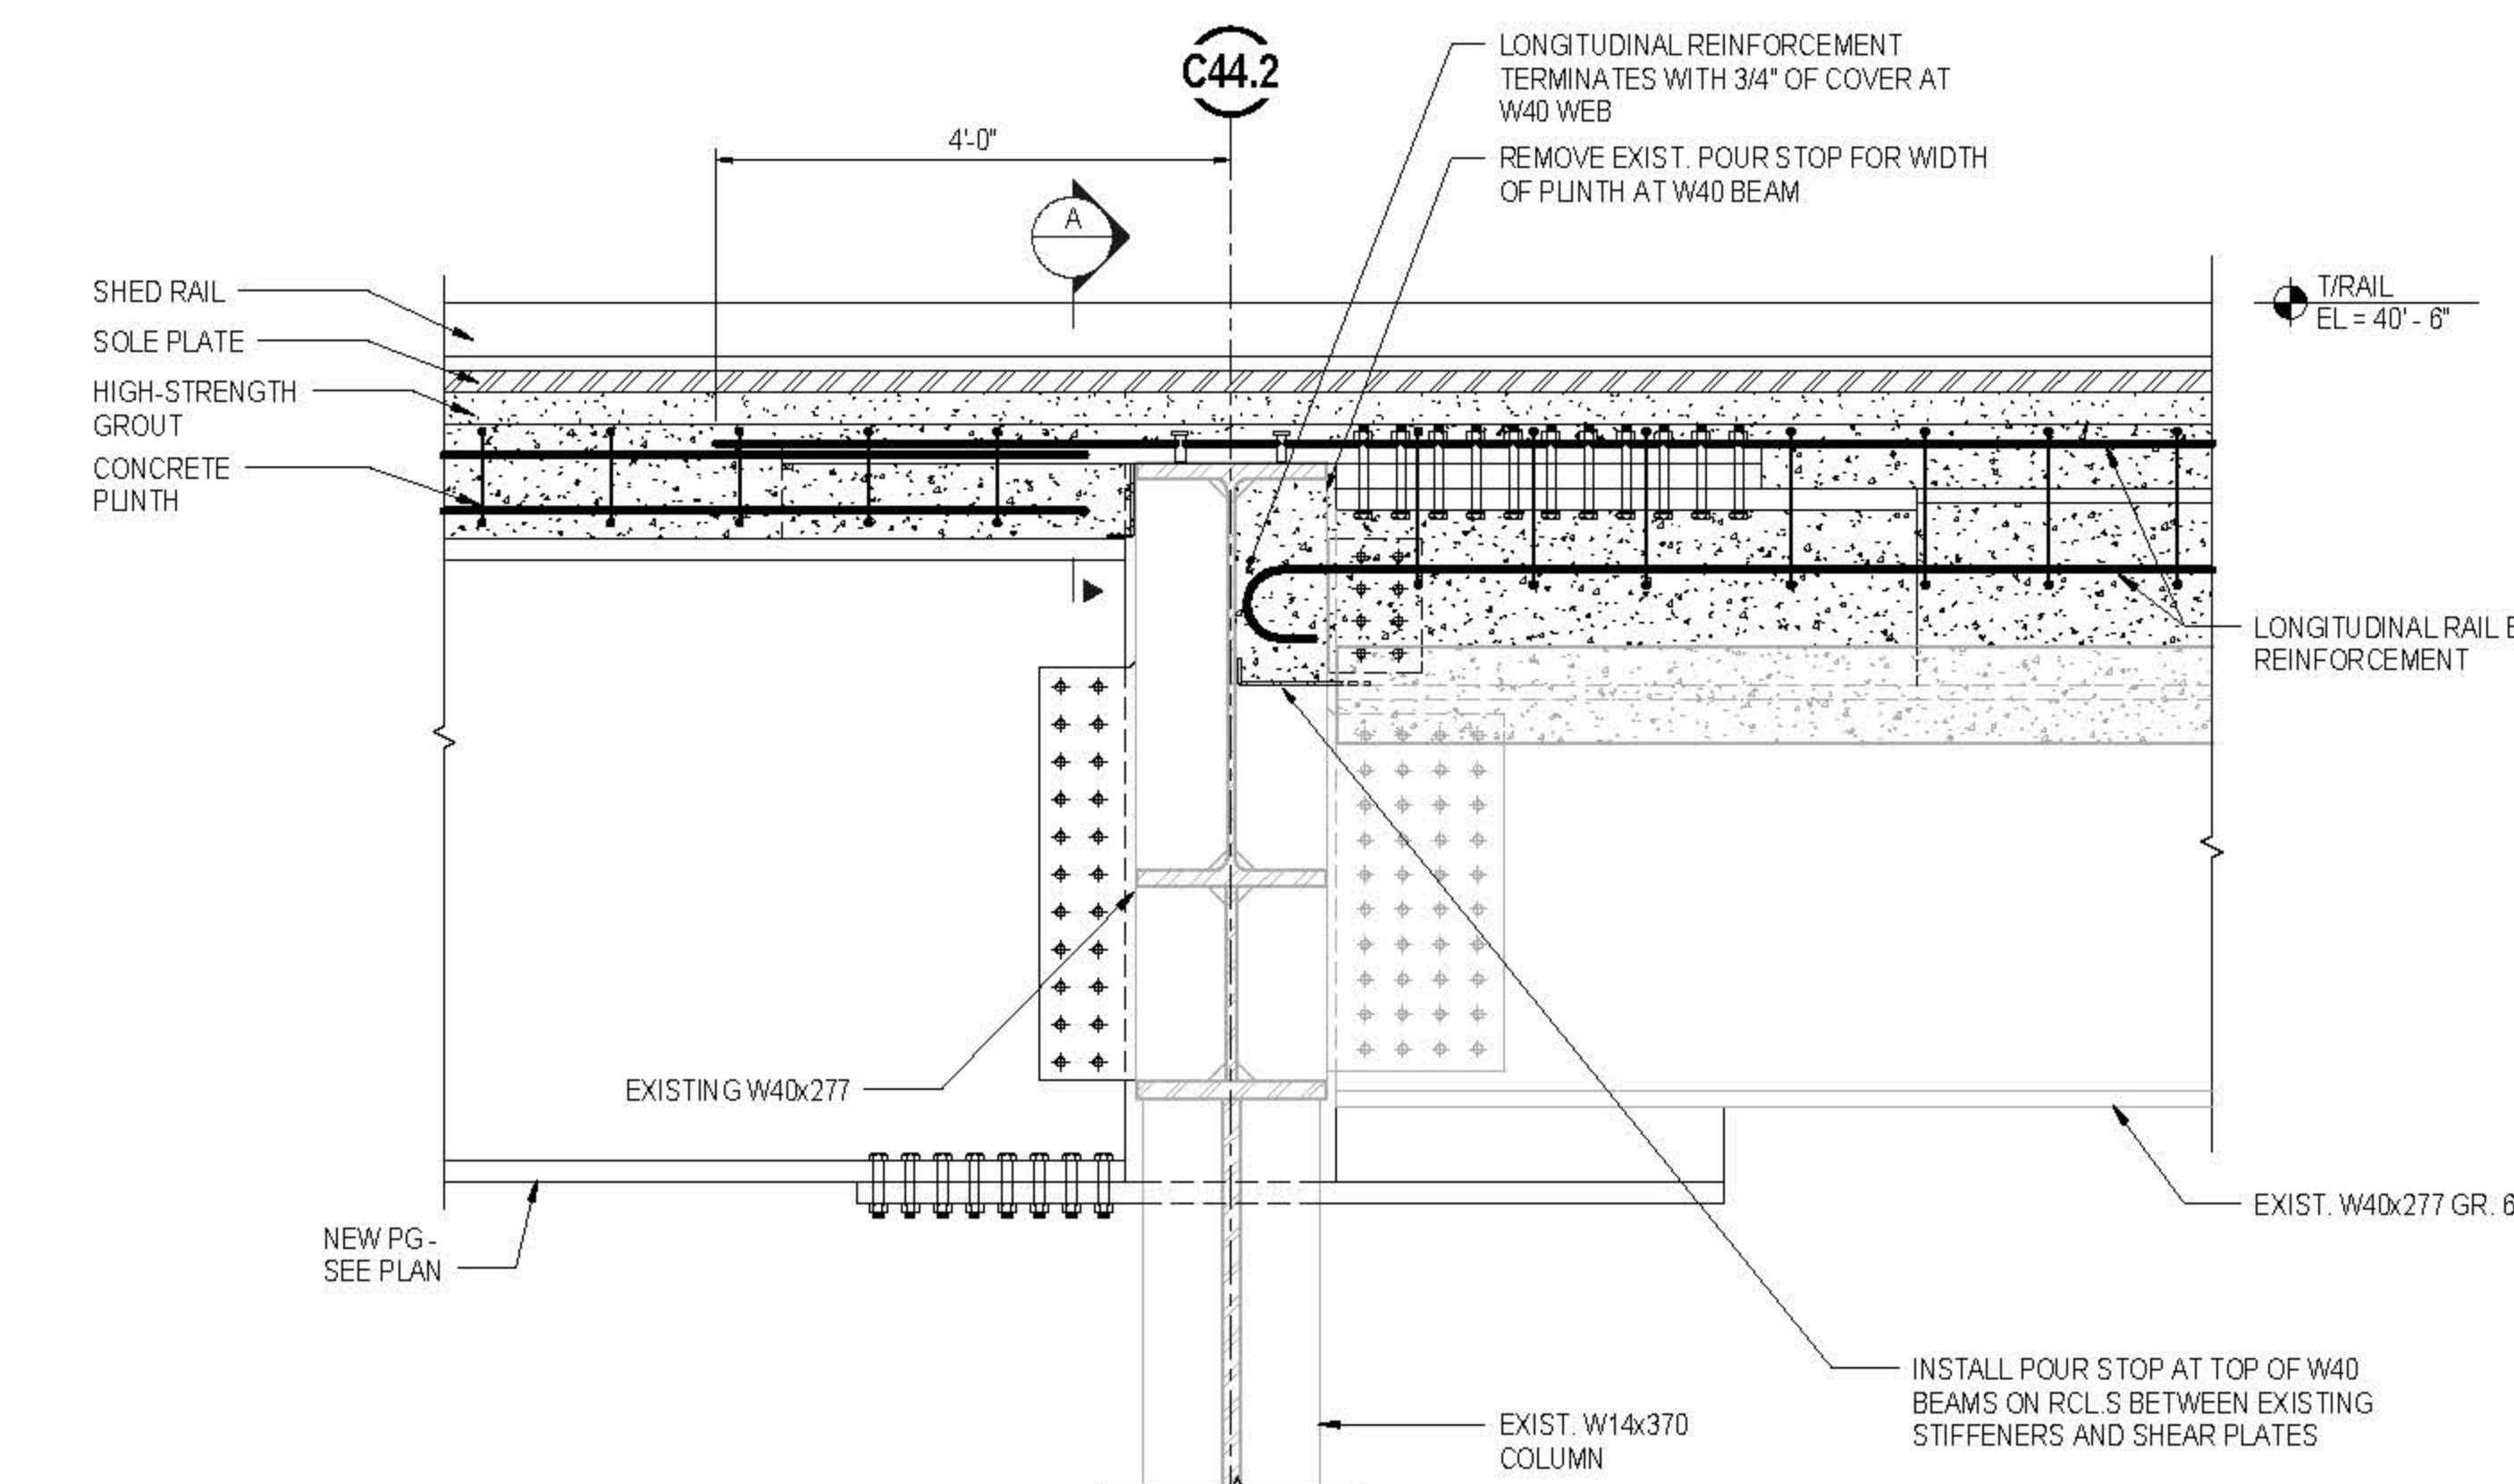 C44.2
LONGITUDINAL REINFORCEMENT
TERMINATES WITH 3/4" OF COVER AT
W40 WEB
4'-0"
REMOVE EXIST. POUR STOP FOR WIDTH
OF PLINTH AT W40 BEAM
A
SHED RAIL
T/RAIL
EL = 40' - 6"
SOLE PLATE
HIGH-STRENGTH
GROUT
CONCRETE
PLINTH
LONGITUDINAL RAIL
REINFORCEMENT
EXISTING W40x277
EXIST. W40x277 GR. 6
NEW PG -
SEE PLAN
INSTALL POUR STOP AT TOP OF W40
BEAMS ON RCL.S BETWEEN EXISTING
STIFFENERS AND SHEAR PLATES
EXIST. W14x370
COLUMN